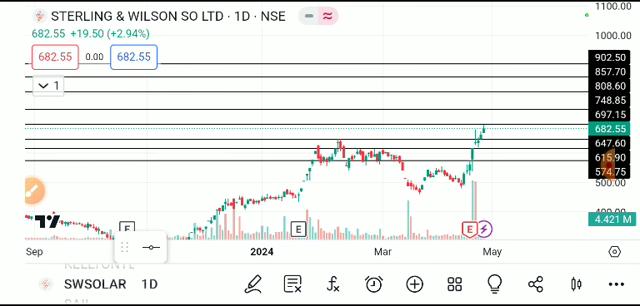 STERLING & WILSON SO LTD · 1D · NSE
682.55 +19.50 (+2.94%)
682.55 0.00 682.55
1
1100.00
1000.00
902.50
857.70
808.60
748.85
697.15
682.55
647.60
615.90
574.75
500.00
400.00
4.421 M
E E E
Sep 2024 Mar May
SWSOLAR 1D